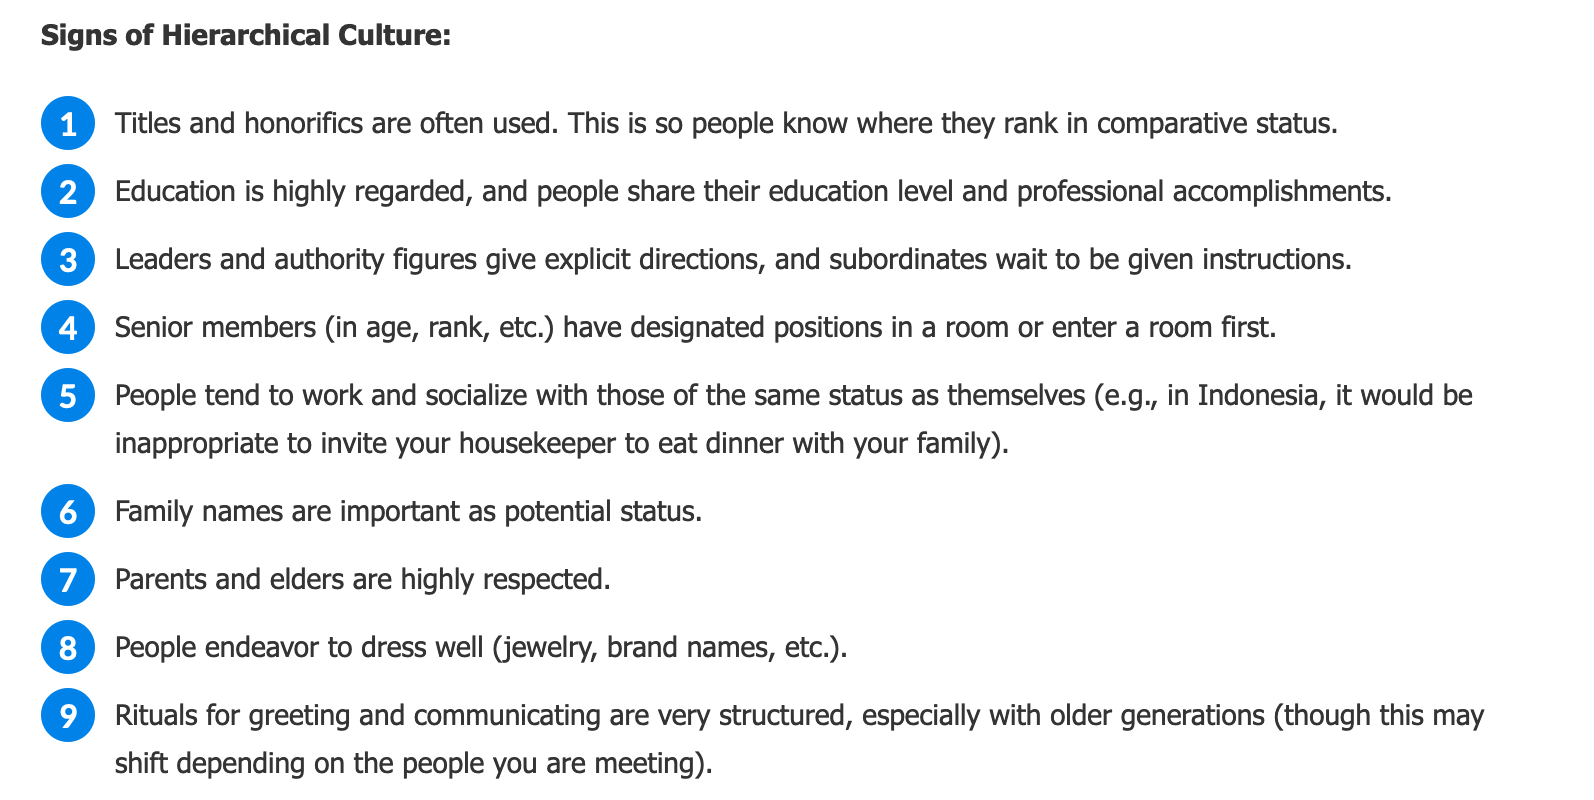 Signs of Hierarchical Culture:
1 Titles and honorifics are often used. This is so people know where they rank in comparative status.
2 Education is highly regarded, and people share their education level and professional accomplishments.
3 Leaders and authority figures give explicit directions, and subordinates wait to be given instructions.
4 Senior members (in age, rank, etc.) have designated positions in a room or enter a room first.
5 People tend to work and socialize with those of the same status as themselves (e.g., in Indonesia, it would be
inappropriate to invite your housekeeper to eat dinner with your family).
6 Family names are important as potential status.
7 Parents and elders are highly respected.
8 People endeavor to dress well (jewelry, brand names, etc.).
9 Rituals for greeting and communicating are very structured, especially with older generations (though this may
shift depending on the people you are meeting).